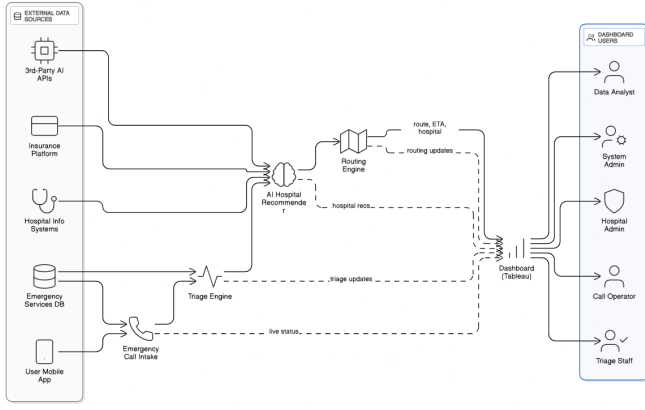 EXTERNAL DATA
SOURCES
3rd-Party AI
APIs
Insurance
Platform
Hospital Info
Systems
Emergency
Services DB
User Mobile
App
Emergency
Call Intake
Triage Engine
AI Hospital
Recommende
r
Routing
Engine
route, ETA,
hospital
routing updates
hospital recs
triage updates
live status
Dashboard
(Tableau)
DASHBOARD
USERS
Data Analyst
System
Admin
Hospital
Admin
Call Operator
Triage Staff